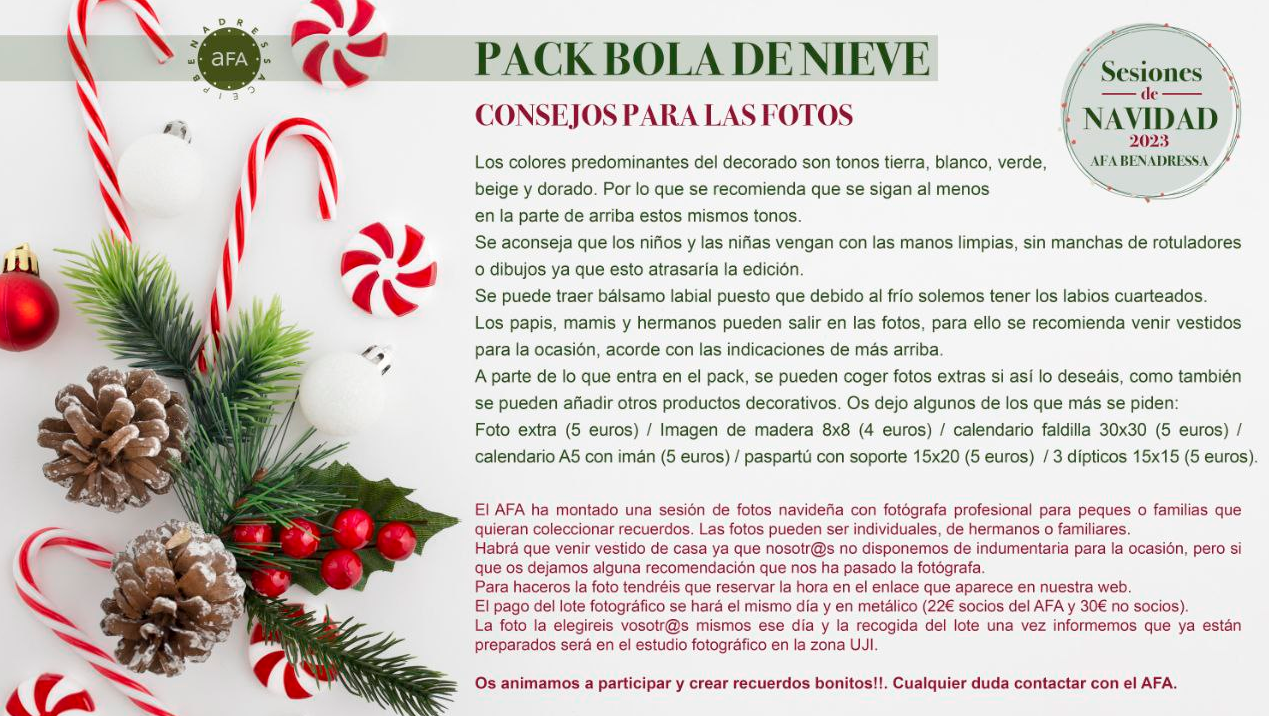 BENADRESSA CEIP
aFA
PACK BOLA DE NIEVE
Sesiones
de
NAVIDAD
2023
AFA BENADRESSA
CONSEJOS PARA LAS FOTOS
Los colores predominantes del decorado son tonos tierra, blanco, verde,
beige y dorado. Por lo que se recomienda que se sigan al menos
en la parte de arriba estos mismos tonos.
Se aconseja que los niños y las niñas vengan con las manos limpias, sin manchas de rotuladores
o dibujos ya que esto atrasaría la edición.
Se puede traer bálsamo labial puesto que debido al frío solemos tener los labios cuarteados.
Los papis, mamis y hermanos pueden salir en las fotos, para ello se recomienda venir vestidos
para la ocasión, acorde con las indicaciones de más arriba.
A parte de lo que entra en el pack, se pueden coger fotos extras si así lo deseáis, como también
se pueden añadir otros productos decorativos. Os dejo algunos de los que más se piden:
Foto extra (5 euros) / Imagen de madera 8x8 (4 euros) / calendario faldilla 30x30 (5 euros) /
calendario A5 con imán (5 euros) / paspartú con soporte 15x20 (5 euros) / 3 dípticos 15x15 (5 euros).
El AFA ha montado una sesión de fotos navideña con fotógrafa profesional para peques o familias que
quieran coleccionar recuerdos. Las fotos pueden ser individuales, de hermanos o familiares.
Habrá que venir vestido de casa ya que nosotr@s no disponemos de indumentaria para la ocasión, pero si
que os dejamos alguna recomendación que nos ha pasado la fotógrafa.
Para haceros la foto tendréis que reservar la hora en el enlace que aparece en nuestra web.
El pago del lote fotográfico se hará el mismo día y en metálico (22€ socios del AFA y 30€ no socios).
La foto la elegireis vosotr@s mismos ese día y la recogida del lote una vez informemos que ya están
preparados será en el estudio fotográfico en la zona UJI.
Os animamos a participar y crear recuerdos bonitos!!. Cualquier duda contactar con el AFA.